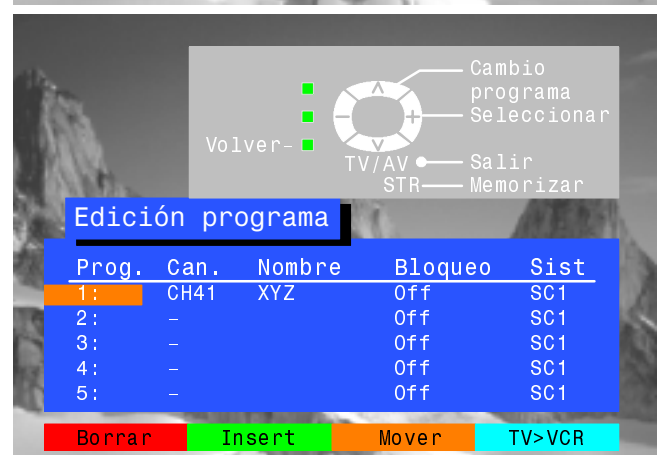 Cambio
programa
Seleccionar
Volver-
TV/AV Salir
STR Memorizar
Edición programa
Prog. Can. Nombre Bloqueo Sist
1: CH41 XYZ Off SC1
2: - Off SC1
3: - Off SC1
4: - Off SC1
5: - Off SC1
Borrar Insert Mover TV>VCR